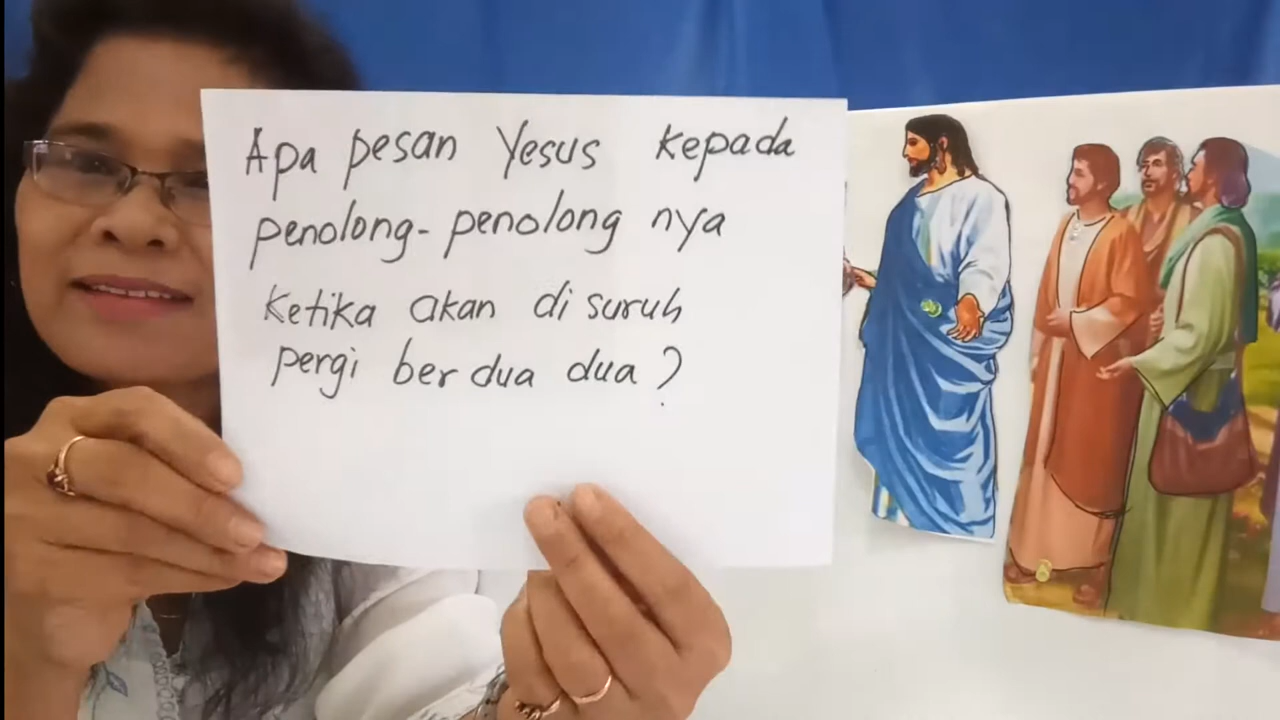 Apa pesan Yesus kepada
penolong-penolong nya
ketika akan di suruh
pergi ber dua dua ?